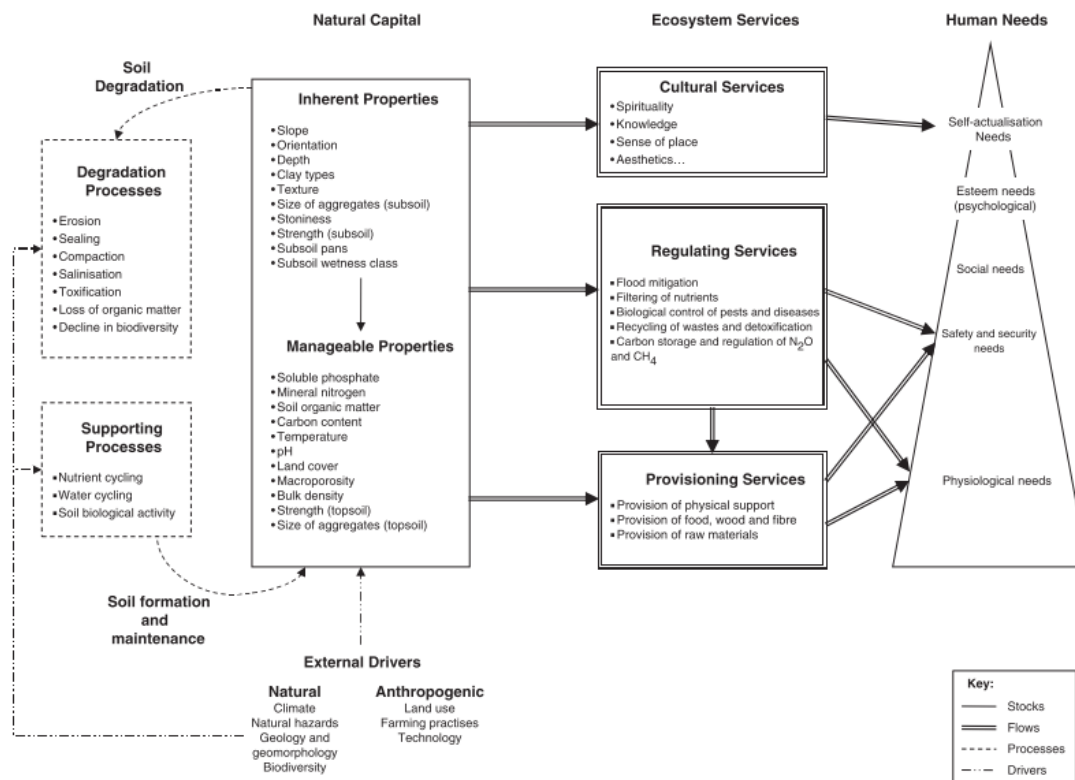 Natural Capital
Ecosystem Services
Human Needs
Soil
Degradation
Degradation
Processes
• Erosion
• Sealing
• Compaction
• Salinisation
• Toxification
• Loss of organic matter
• Decline in biodiversity
Supporting
Processes
• Nutrient cycling
• Water cycling
• Soil biological activity
Soil formation
and
maintenance
Inherent Properties
• Slope
• Orientation
• Depth
• Clay types
• Texture
• Size of aggregates (subsoil)
• Stoniness
• Strength (subsoil)
• Subsoil pans
• Subsoil wetness class
Manageable Properties
• Soluble phosphate
• Mineral nitrogen
• Soil organic matter
• Carbon content
• Temperature
• pH
• Land cover
• Macroporosity
• Bulk density
• Strength (topsoil)
• Size of aggregates (topsoil)
External Drivers
Natural
Climate
Natural hazards
Geology and
geomorphology
Biodiversity
Anthropogenic
Land use
Farming practises
Technology
Cultural Services
• Spirituality
• Knowledge
• Sense of place
• Aesthetics...
Regulating Services
▪ Flood mitigation
▪ Filtering of nutrients
▪ Biological control of pests and diseases
▪ Recycling of wastes and detoxification
▪ Carbon storage and regulation of N2O
and CH4
Provisioning Services
▪ Provision of physical support
▪ Provision of food, wood and fibre
▪ Provision of raw materials
Self-actualisation
Needs
Esteem needs
(psychological)
Social needs
Safety and security
needs
Physiological needs
Key:
Stocks
Flows
Processes
Drivers